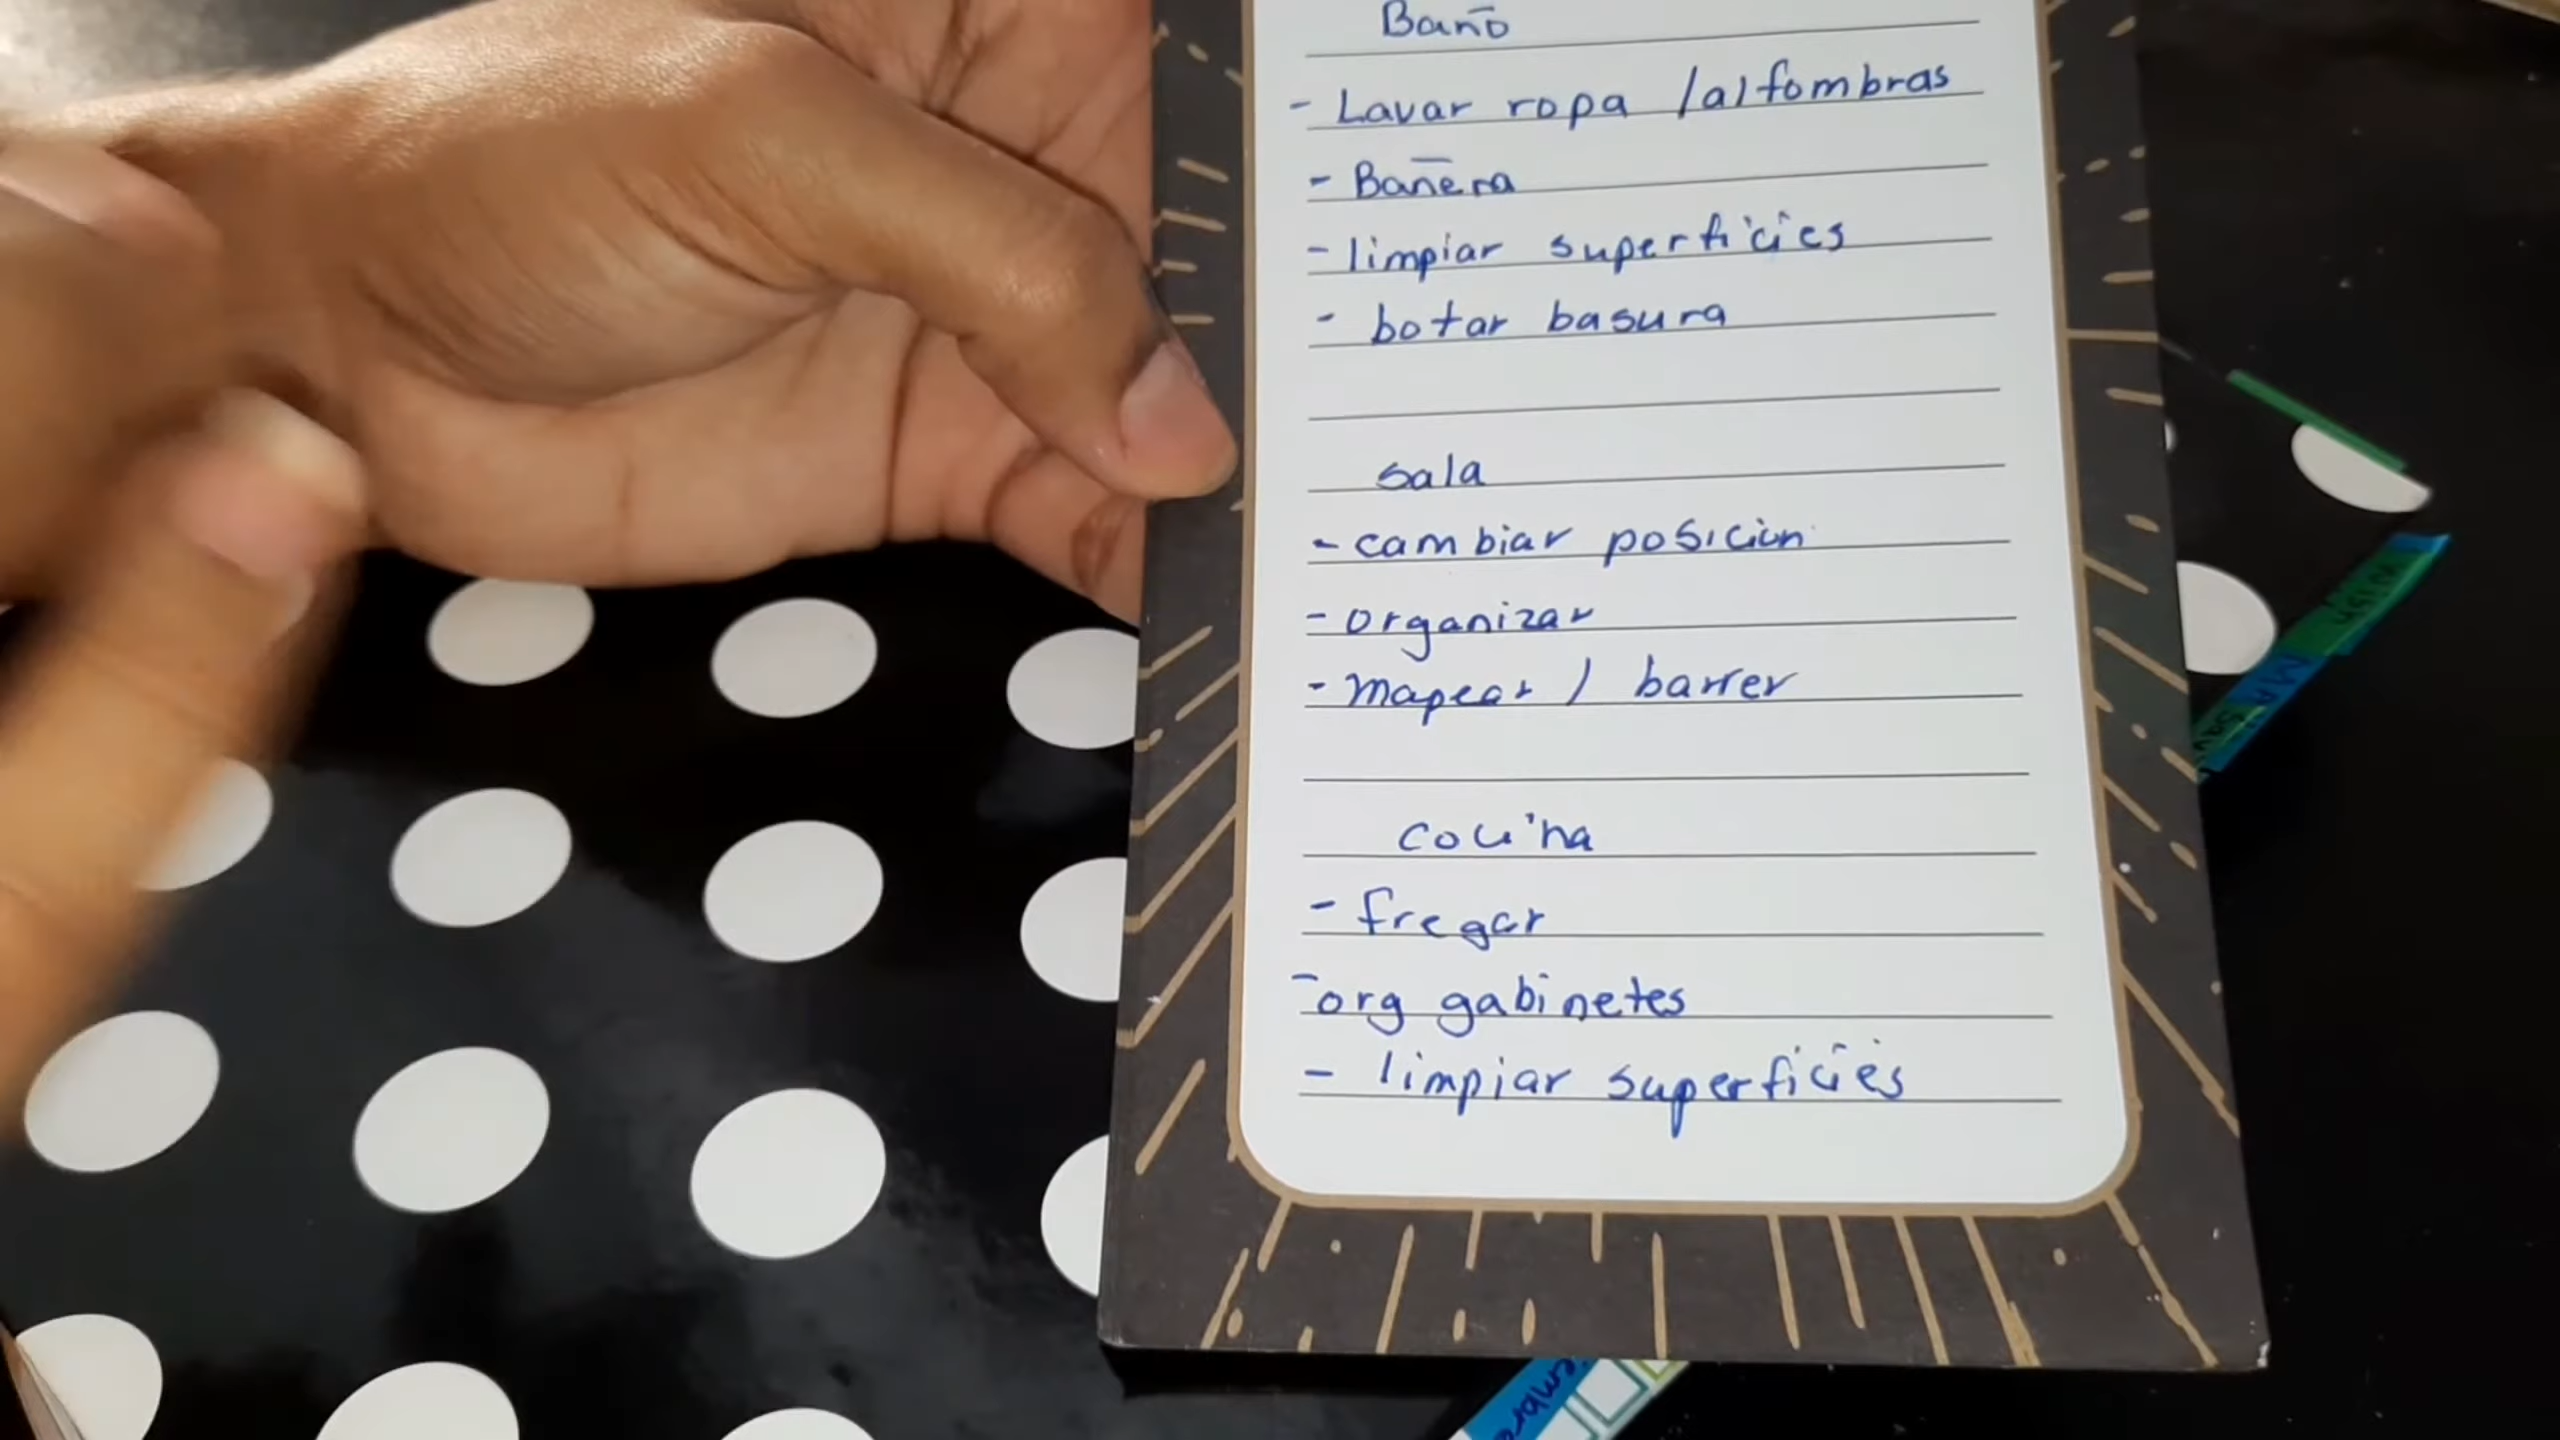 Baño
- Lavar ropa /alfombras
- Bañera
- limpiar superficies
- botar basura
sala
- cambiar posicion
- organizar
- mapear / barrer
cocina
- fregar
- org gabinetes
- limpiar superficies